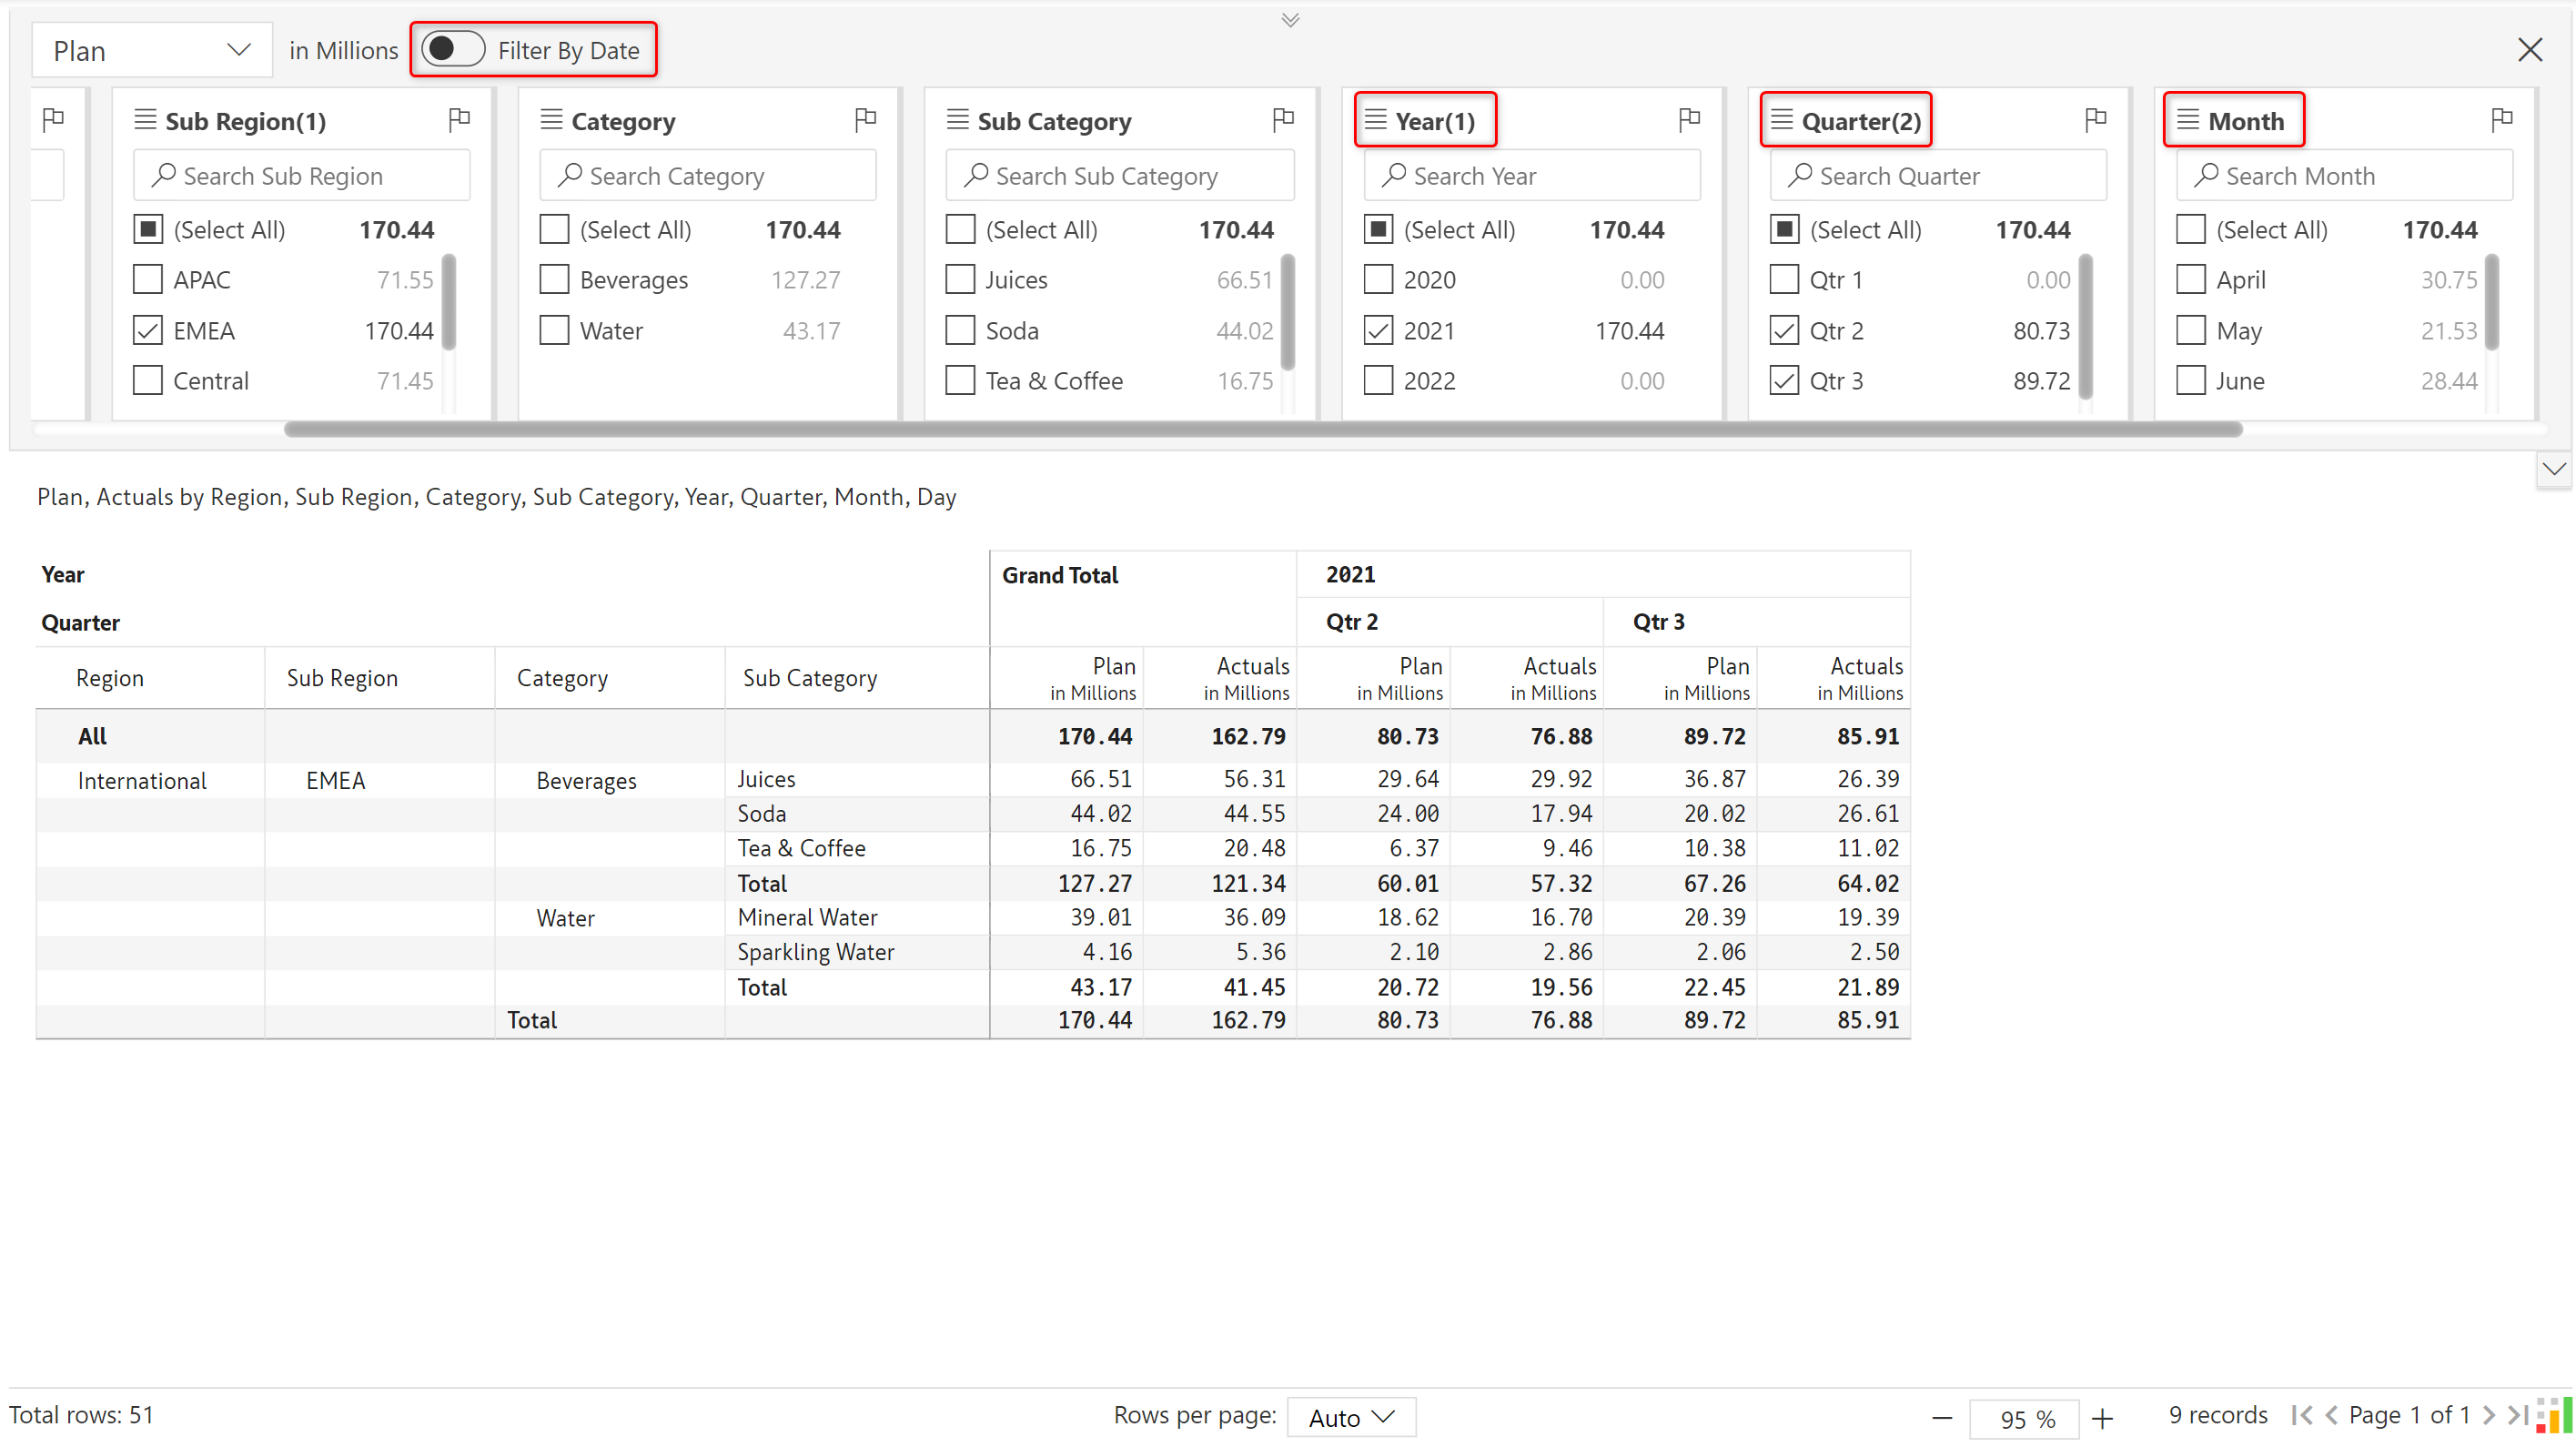 Plan in Millions Filter By Date
Sub Region(1) Category Sub Category Year(1) Quarter(2) Month
Search Sub Region Search Category Search Sub Category Search Year Search Quarter Search Month
(Select All) 170.44 (Select All) 170.44 (Select All) 170.44 (Select All) 170.44 (Select All) 170.44 (Select All) 170.44
APAC 71.55 Beverages 127.27 Juices 66.51 2020 0.00 Qtr 1 0.00 April 30.75
EMEA 170.44 Water 43.17 Soda 44.02 2021 170.44 Qtr 2 80.73 May 21.53
Central 71.45 Tea & Coffee 16.75 2022 0.00 Qtr 3 89.72 June 28.44
Plan, Actuals by Region, Sub Region, Category, Sub Category, Year, Quarter, Month, Day
Year Grand Total 2021
Quarter Qtr 2 Qtr 3
Region Sub Region Category Sub Category Plan Actuals Plan Actuals Plan Actuals
in Millions in Millions in Millions in Millions in Millions in Millions
All 170.44 162.79 80.73 76.88 89.72 85.91
International EMEA Beverages Juices 66.51 56.31 29.64 29.92 36.87 26.39
Soda 44.02 44.55 24.00 17.94 20.02 26.61
Tea & Coffee 16.75 20.48 6.37 9.46 10.38 11.02
Total 127.27 121.34 60.01 57.32 67.26 64.02
Water Mineral Water 39.01 36.09 18.62 16.70 20.39 19.39
Sparkling Water 4.16 5.36 2.10 2.86 2.06 2.50
Total 43.17 41.45 20.72 19.56 22.45 21.89
Total 170.44 162.79 80.73 76.88 89.72 85.91
Total rows: 51 Rows per page: Auto 95 % 9 records Page 1 of 1